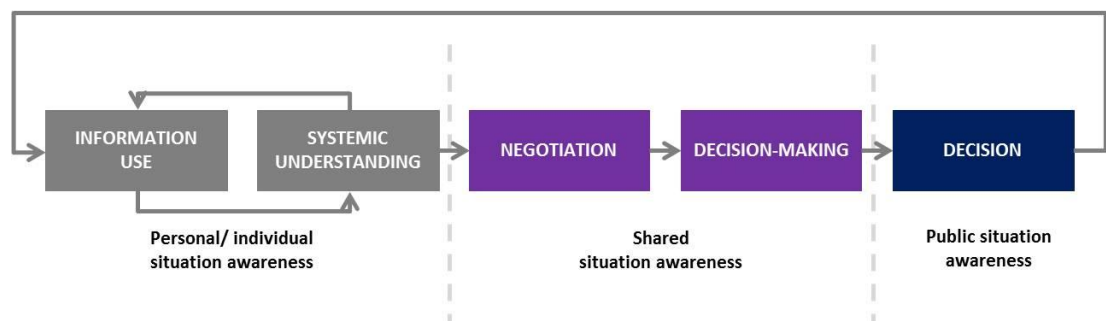 INFORMATION
USE
SYSTEMIC
UNDERSTANDING
NEGOTIATION
DECISION-MAKING
DECISION
Personal/ individual
situation awareness
Shared
situation awareness
Public situation
awareness